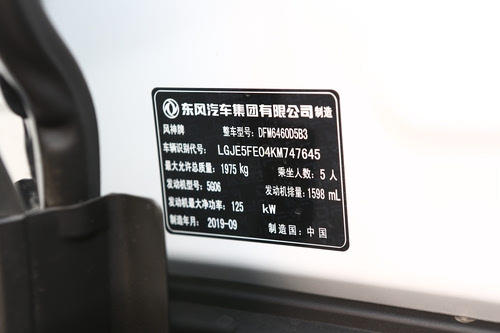 东风汽车集团有限公司 制造
风神牌 整车型号: DFM6460D5B3
车辆识别代号: LGJE5FE04KM747645
最大允许总质量: 1975 kg 乘坐人数: 5 人
发动机型号: 5G06 发动机排量: 1598 mL
发动机最大净功率: 125 kW
制造年月: 2019-09 制造国: 中国